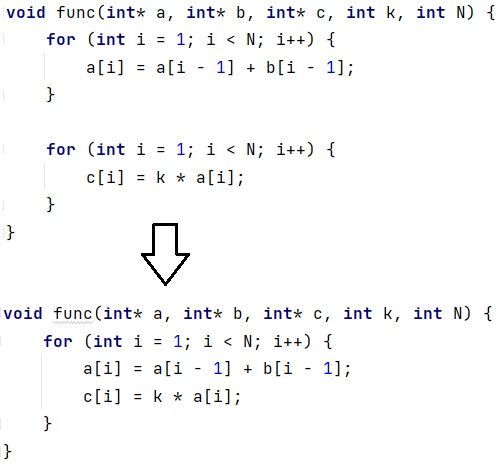 void func(int* a, int* b, int* c, int k, int N) {
    for (int i = 1; i < N; i++) {
        a[i] = a[i - 1] + b[i - 1];
    }

    for (int i = 1; i < N; i++) {
        c[i] = k * a[i];
    }
}
void func(int* a, int* b, int* c, int k, int N) {
    for (int i = 1; i < N; i++) {
        a[i] = a[i - 1] + b[i - 1];
        c[i] = k * a[i];
    }
}